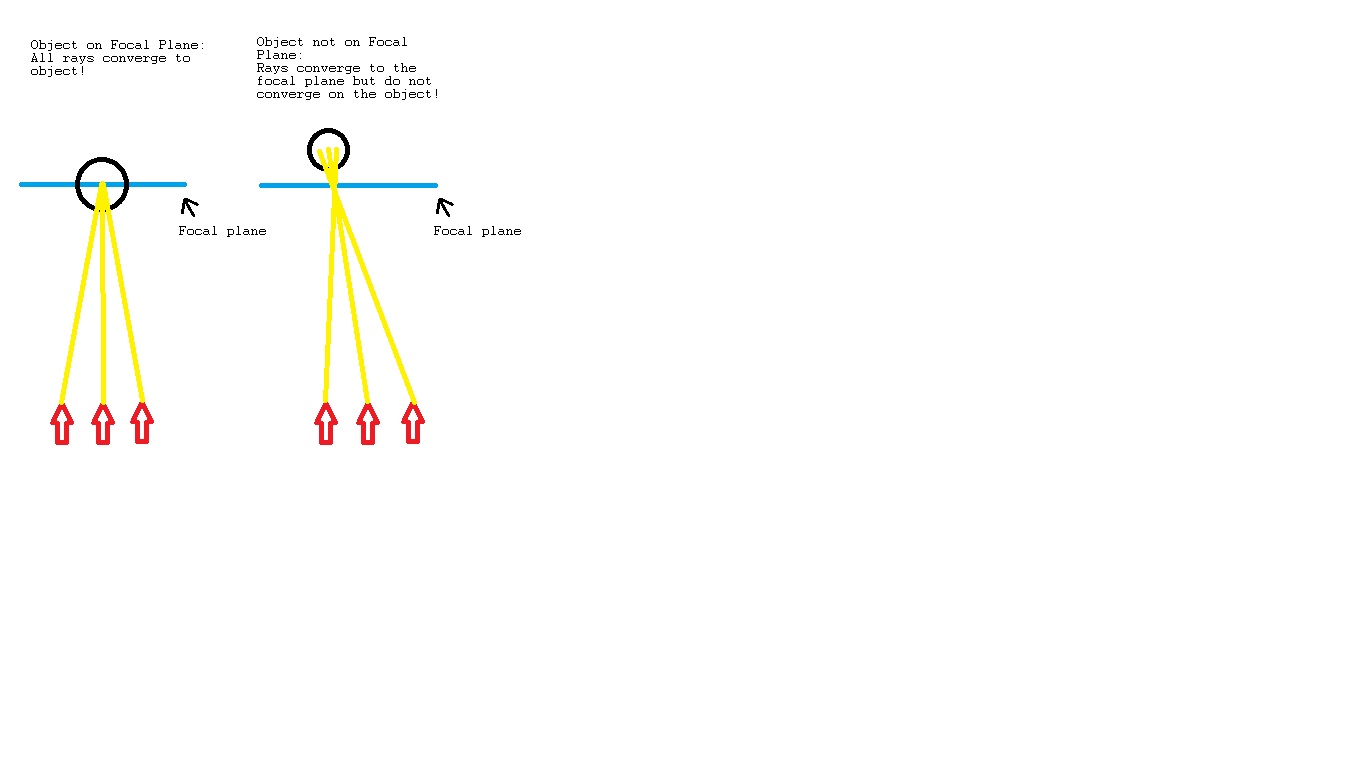 Object on Focal Plane:
All rays converge to
object!
Object not on Focal
Plane:
Rays converge to the
focal plane but do not
converge on the object!
Focal plane
Focal plane